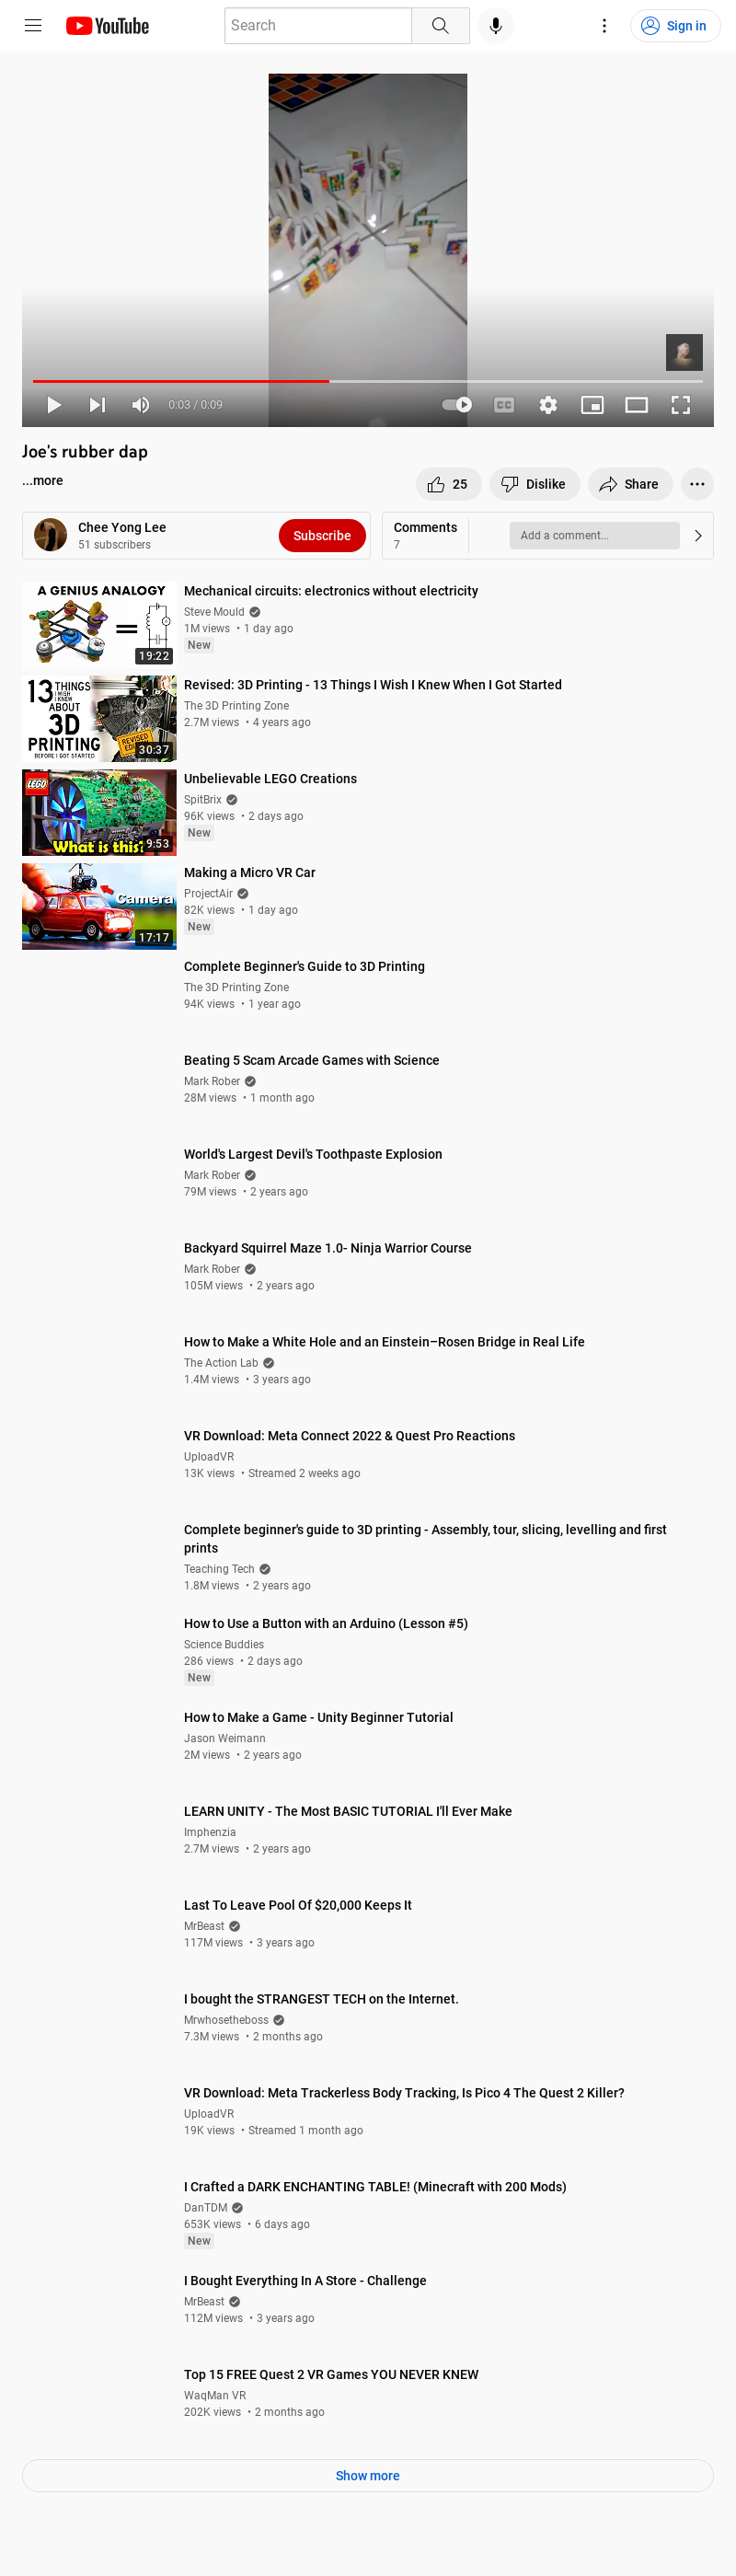 YouTube
Search
Sign in
0:03 / 0:09
CC
Joe's rubber dap
...more
25
Dislike
Share
Chee Yong Lee
51 subscribers
Subscribe
Comments
7
Add a comment...
A GENIUS ANALOGY
=
19:22
Mechanical circuits: electronics without electricity
Steve Mould
1M views • 1 day ago
New
13 THINGS
I WISH
I KNEW
ABOUT
3D
PRINTING
BEFORE I GOT STARTED
REVISED
EDITION
30:37
Revised: 3D Printing - 13 Things I Wish I Knew When I Got Started
The 3D Printing Zone
2.7M views • 4 years ago
LEGO
What is this?
9:53
Unbelievable LEGO Creations
SpitBrix
96K views • 2 days ago
New
Camera
17:17
Making a Micro VR Car
ProjectAir
82K views • 1 day ago
New
Complete Beginner's Guide to 3D Printing
The 3D Printing Zone
94K views • 1 year ago
Beating 5 Scam Arcade Games with Science
Mark Rober
28M views • 1 month ago
World's Largest Devil's Toothpaste Explosion
Mark Rober
79M views • 2 years ago
Backyard Squirrel Maze 1.0- Ninja Warrior Course
Mark Rober
105M views • 2 years ago
How to Make a White Hole and an Einstein–Rosen Bridge in Real Life
The Action Lab
1.4M views • 3 years ago
VR Download: Meta Connect 2022 & Quest Pro Reactions
UploadVR
13K views • Streamed 2 weeks ago
Complete beginner's guide to 3D printing - Assembly, tour, slicing, levelling and first
prints
Teaching Tech
1.8M views • 2 years ago
How to Use a Button with an Arduino (Lesson #5)
Science Buddies
286 views • 2 days ago
New
How to Make a Game - Unity Beginner Tutorial
Jason Weimann
2M views • 2 years ago
LEARN UNITY - The Most BASIC TUTORIAL I'll Ever Make
Imphenzia
2.7M views • 2 years ago
Last To Leave Pool Of $20,000 Keeps It
MrBeast
117M views • 3 years ago
I bought the STRANGEST TECH on the Internet.
Mrwhosetheboss
7.3M views • 2 months ago
VR Download: Meta Trackerless Body Tracking, Is Pico 4 The Quest 2 Killer?
UploadVR
19K views • Streamed 1 month ago
I Crafted a DARK ENCHANTING TABLE! (Minecraft with 200 Mods)
DanTDM
653K views • 6 days ago
New
I Bought Everything In A Store - Challenge
MrBeast
112M views • 3 years ago
Top 15 FREE Quest 2 VR Games YOU NEVER KNEW
WaqMan VR
202K views • 2 months ago
Show more